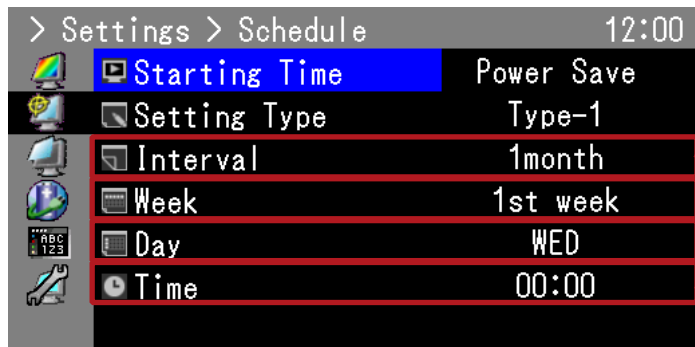 > Settings > Schedule 12:00
Starting Time Power Save
Setting Type Type-1
Interval 1month
Week 1st week
ABC
123
Day WED
Time 00:00